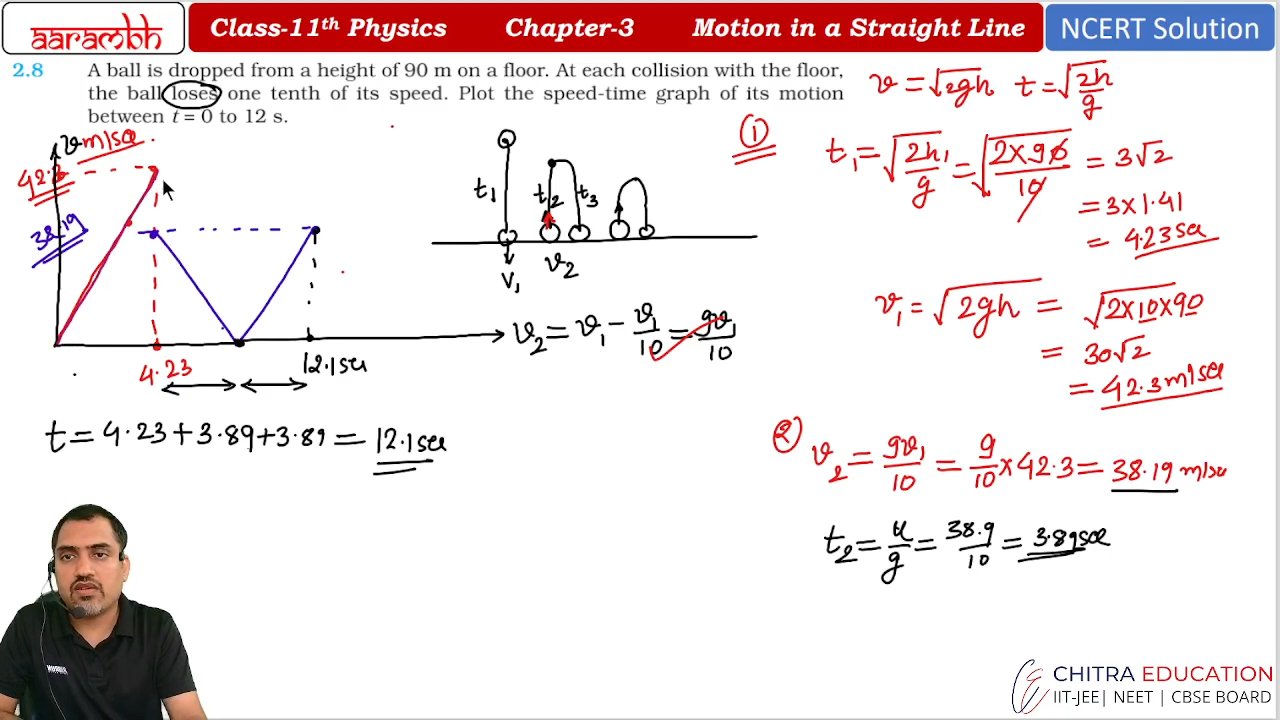 aarambh
Class-11th Physics Chapter-3 Motion in a Straight Line
NCERT Solution
2.8 A ball is dropped from a height of 90 m on a floor. At each collision with the floor,
the ball loses one tenth of its speed. Plot the speed-time graph of its motion
between t = 0 to 12 s.
v = √2gh t = √2h/g
v m/sec
42.3
38.19
4.23
12.1 sec
t = 4.23 + 3.89 + 3.89 = 12.1 sec
t₁
t₂
t₃
V₁
v₂
v₂ = v₁ − v₁/10 = 9v₁/10
①
t₁ = √2h₁/g = √2×90/10 = 3√2
= 3×1.41
= 4.23 sec
v₁ = √2gh = √2×10×90
= 30√2
= 42.3 m/sec
②
v₂ = 9v₁/10 = 9/10 × 42.3 = 38.19 m/sec
t₂ = u/g = 38.9/10 = 3.89 sec
CHITRA EDUCATION
IIT-JEE| NEET | CBSE BOARD